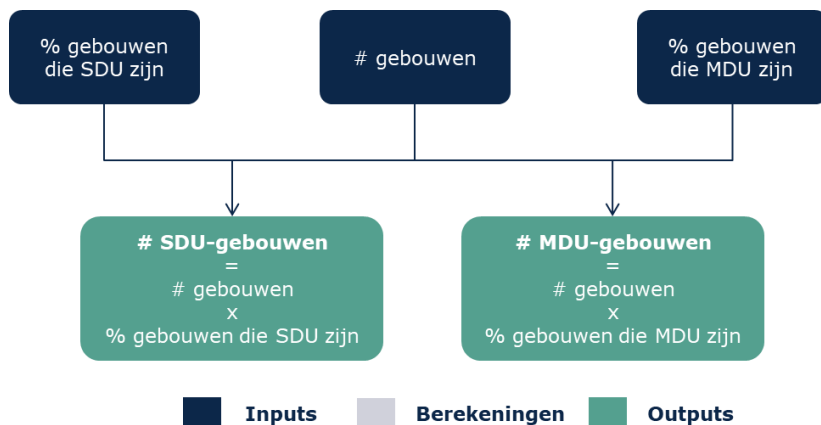 % gebouwen
die SDU zijn
# gebouwen
% gebouwen
die MDU zijn
# SDU-gebouwen
=
# gebouwen
x
% gebouwen die SDU zijn
# MDU-gebouwen
=
# gebouwen
x
% gebouwen die MDU zijn
Inputs
Berekeningen
Outputs